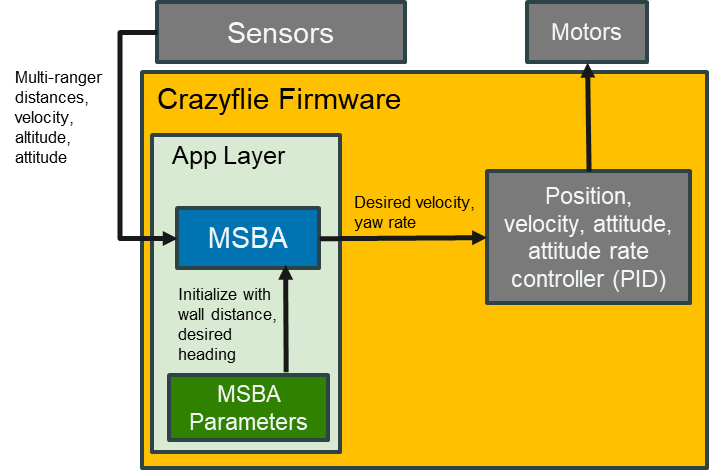 Sensors
Motors
Multi-ranger
distances,
velocity,
altitude,
attitude
Crazyflie Firmware
App Layer
MSBA
Desired velocity,
yaw rate
Position,
velocity, attitude,
attitude rate
controller (PID)
Initialize with
wall distance,
desired
heading
MSBA
Parameters